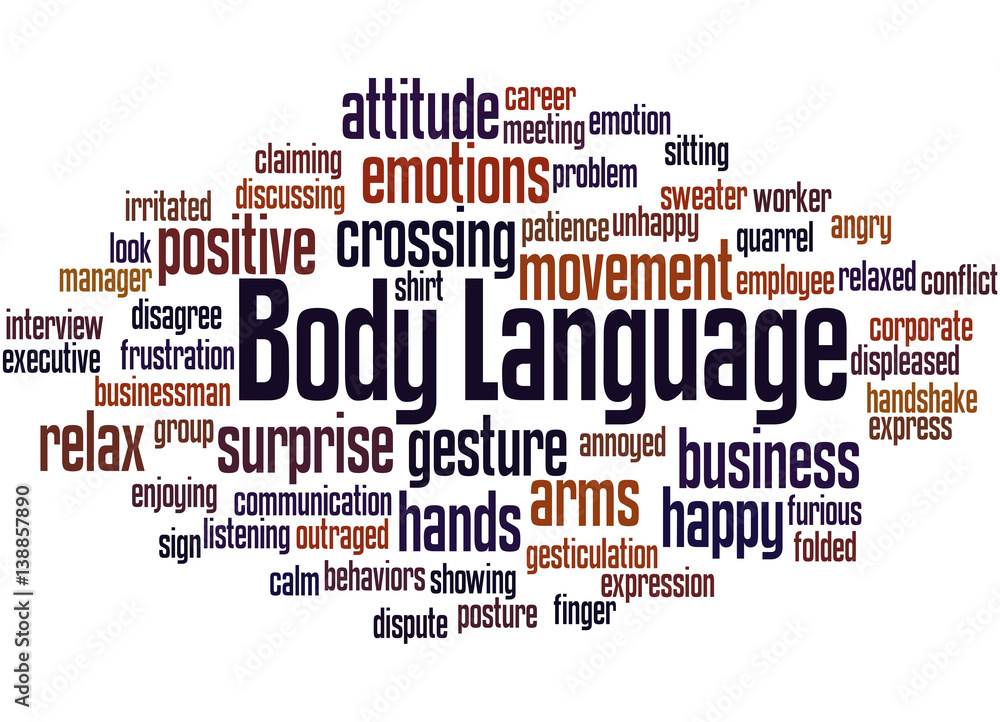 attitude
career
meeting
emotion
sitting
claiming
emotions
problem
discussing
sweater
worker
irritated
patience
unhappy
angry
look
positive
crossing
quarrel
manager
shirt
movement
employee
relaxed
conflict
interview
disagree
Body Language
corporate
executive
frustration
displeased
businessman
handshake
relax
group
surprise
gesture
annoyed
business
express
enjoying
communication
hands
arms
happy
furious
sign
listening
outraged
gesticulation
folded
calm
behaviors
showing
expression
dispute
posture
finger
Adobe Stock | #138857890
Adobe Stock